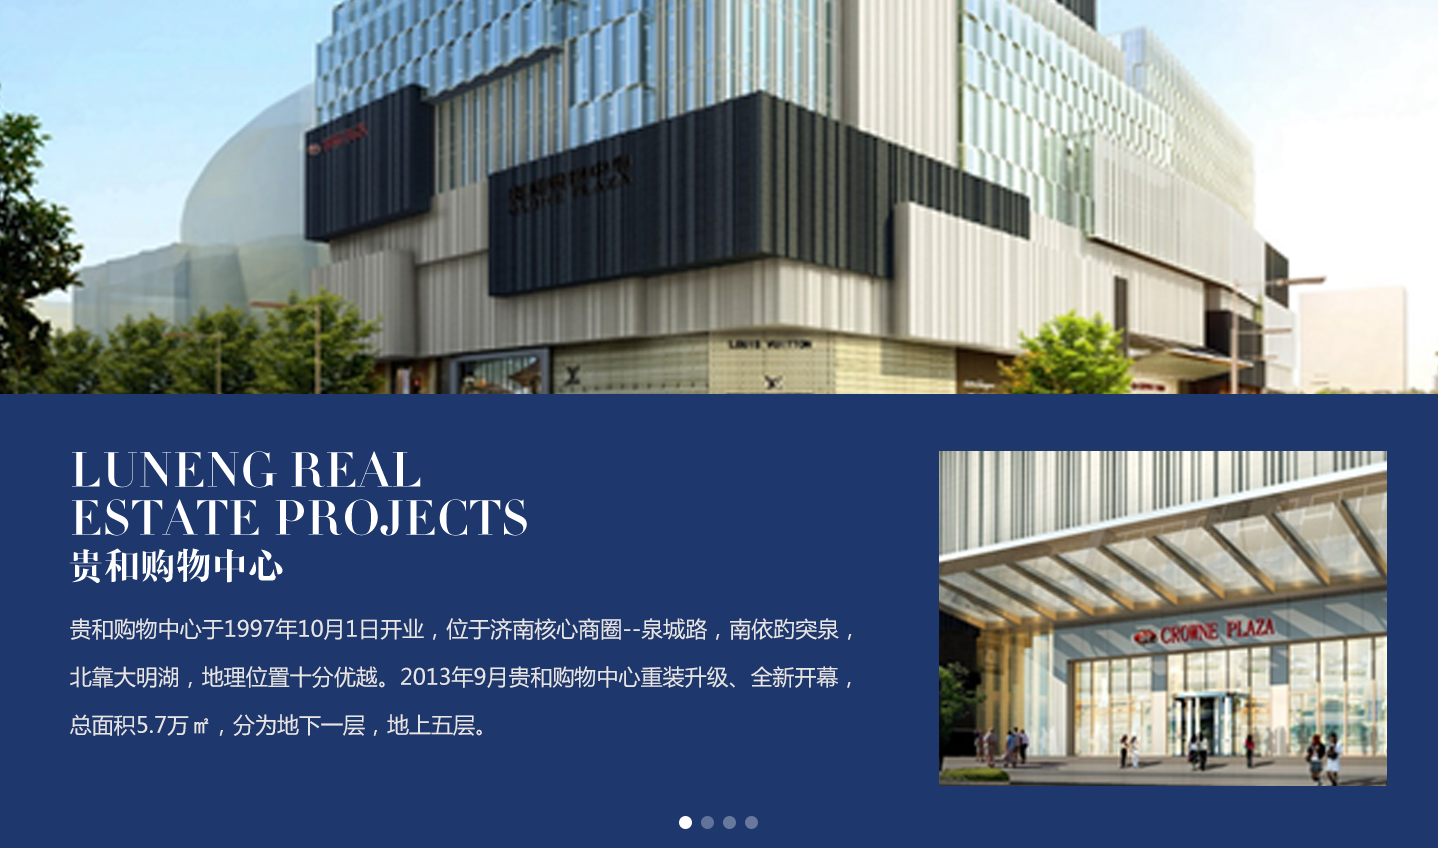 LOUIS VUITTON
LUNENG REAL
ESTATE PROJECTS
贵和购物中心
贵和购物中心于1997年10月1日开业，位于济南核心商圈--泉城路，南依趵突泉，
北靠大明湖，地理位置十分优越。2013年9月贵和购物中心重装升级、全新开幕，
总面积5.7万㎡，分为地下一层，地上五层。
CROWNE PLAZA